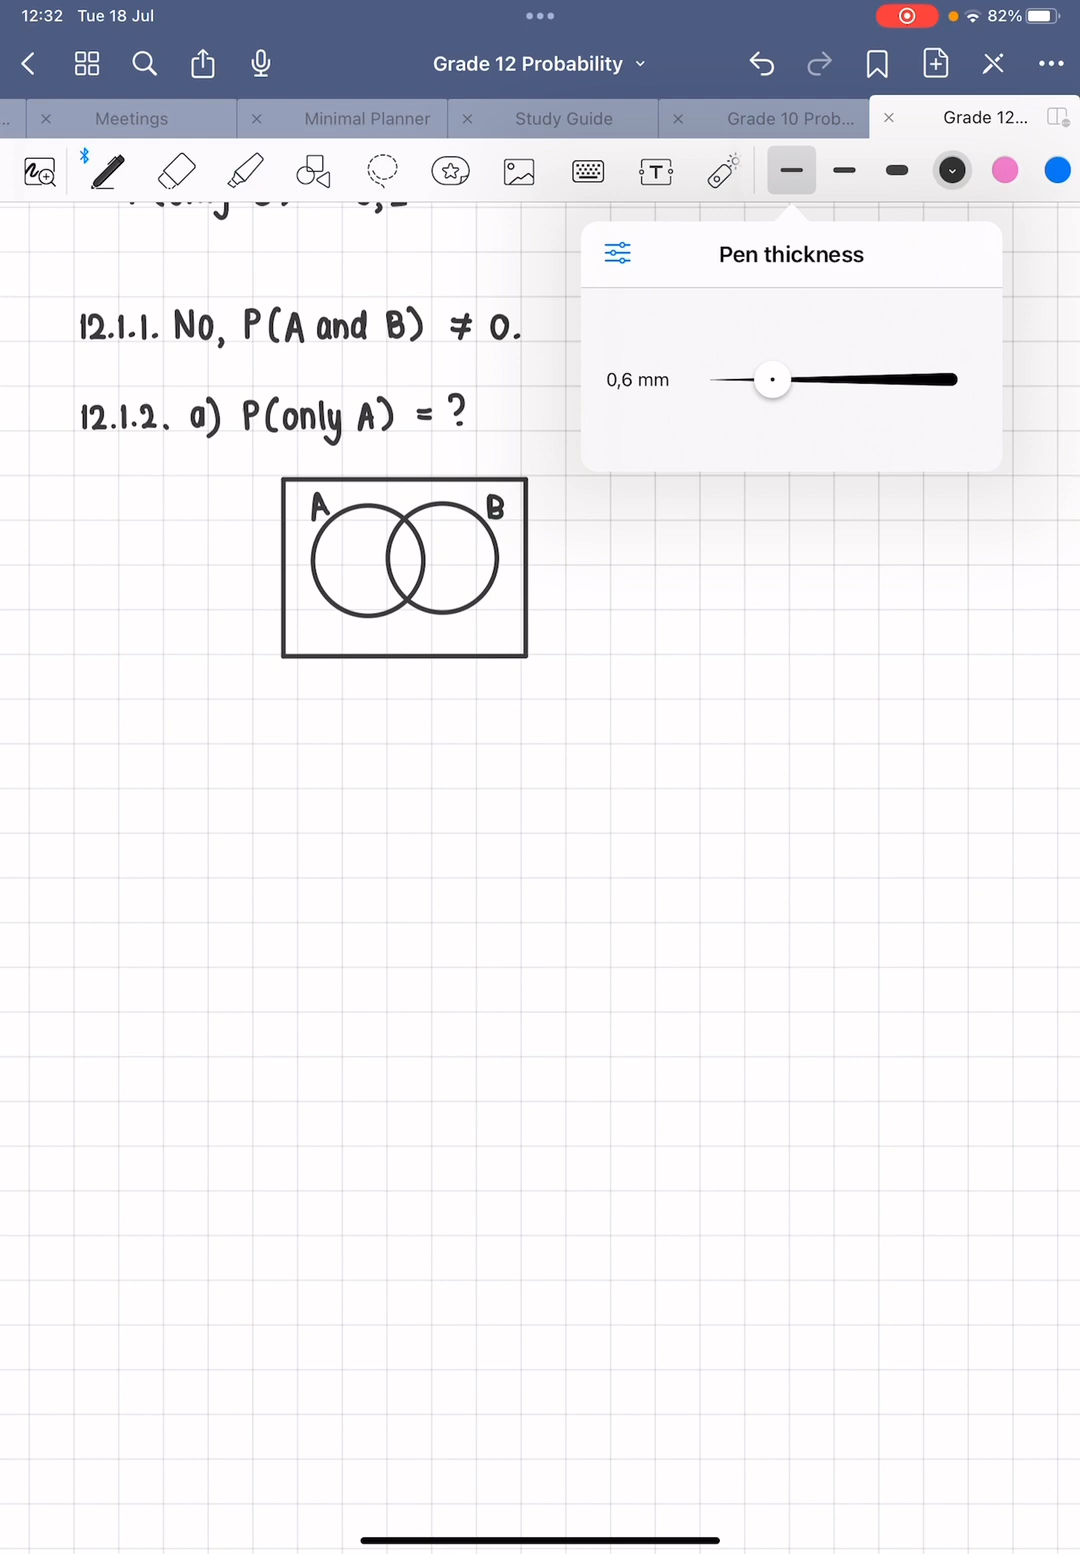 12:32 Tue 18 Jul
82%
Grade 12 Probability
Meetings
Minimal Planner
Study Guide
Grade 10 Prob...
Grade 12...
T
Pen thickness
0,6 mm
12.1.1. No, P(A and B) ≠ 0.
12.1.2. a) P(only A) = ?
A B